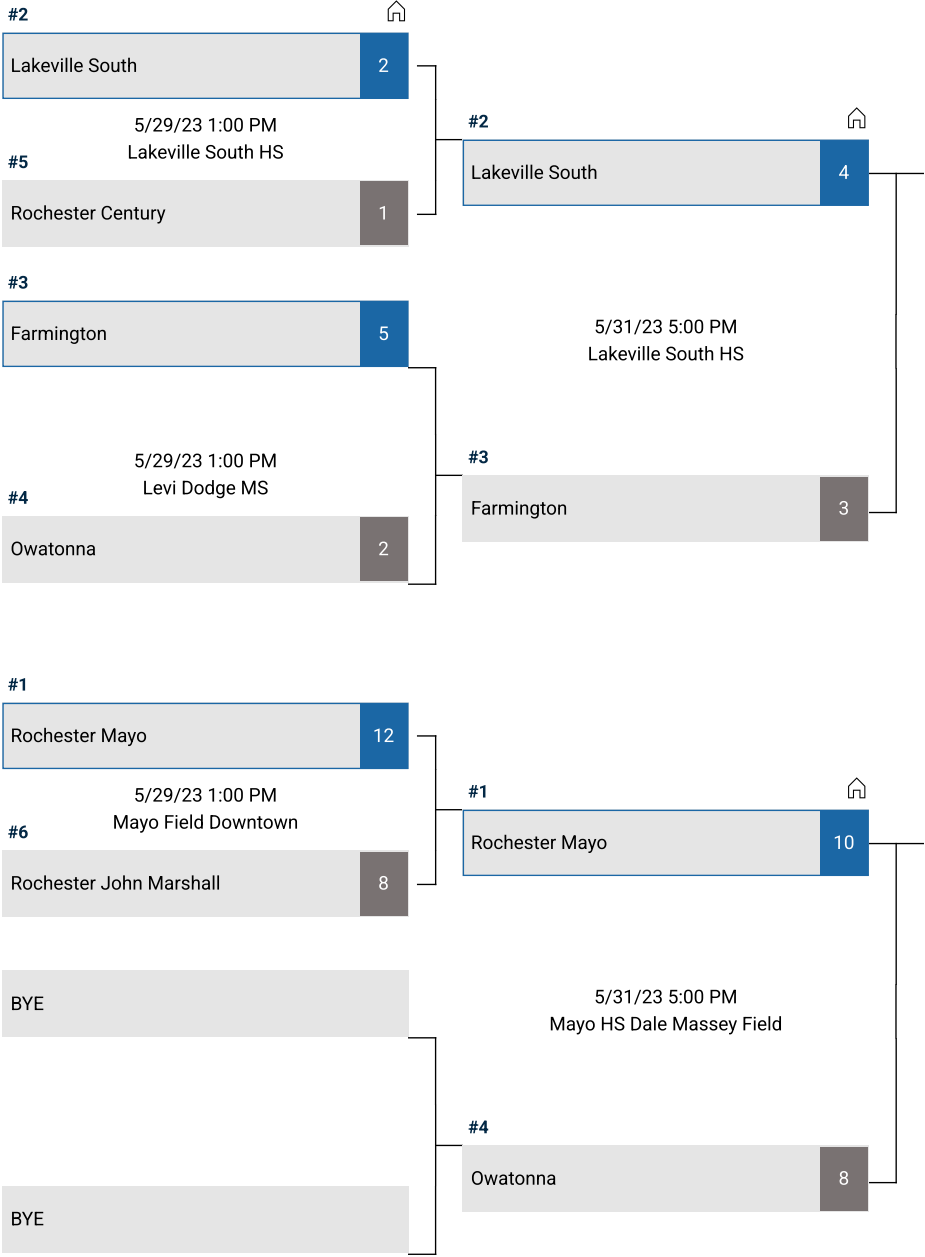 #2
Lakeville South 2
5/29/23 1:00 PM
Lakeville South HS
#5
Rochester Century 1
#2
Lakeville South 4
#3
Farmington 5
5/31/23 5:00 PM
Lakeville South HS
5/29/23 1:00 PM
Levi Dodge MS
#4
Owatonna 2
#3
Farmington 3
#1
Rochester Mayo 12
5/29/23 1:00 PM
Mayo Field Downtown
#6
Rochester John Marshall 8
#1
Rochester Mayo 10
BYE
5/31/23 5:00 PM
Mayo HS Dale Massey Field
BYE
#4
Owatonna 8